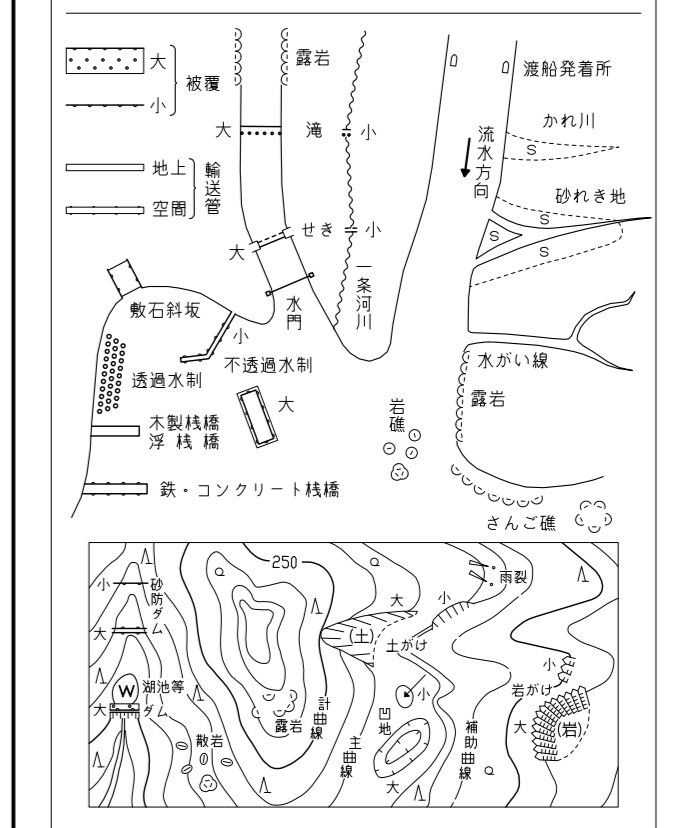 露岩
大
被覆
小
渡船発着所
かれ川
S
大
滝
小
流水方向
地上
輸送管
空間
砂れき地
S
せき
小
大
S
S
一条河川
水門
敷石斜坂
小
不透過水制
透過水制
水がい線
大
岩礁
露岩
木製桟橋
浮桟橋
鉄・コンクリート桟橋
さんご礁
250
小
砂防ダム
大
雨裂
大
小
(土)
土がけ
W
湖池等
ダム
大
小
岩がけ
小
露岩
計曲線
主曲線
凹地
大
補助曲線
大
(岩)
散岩